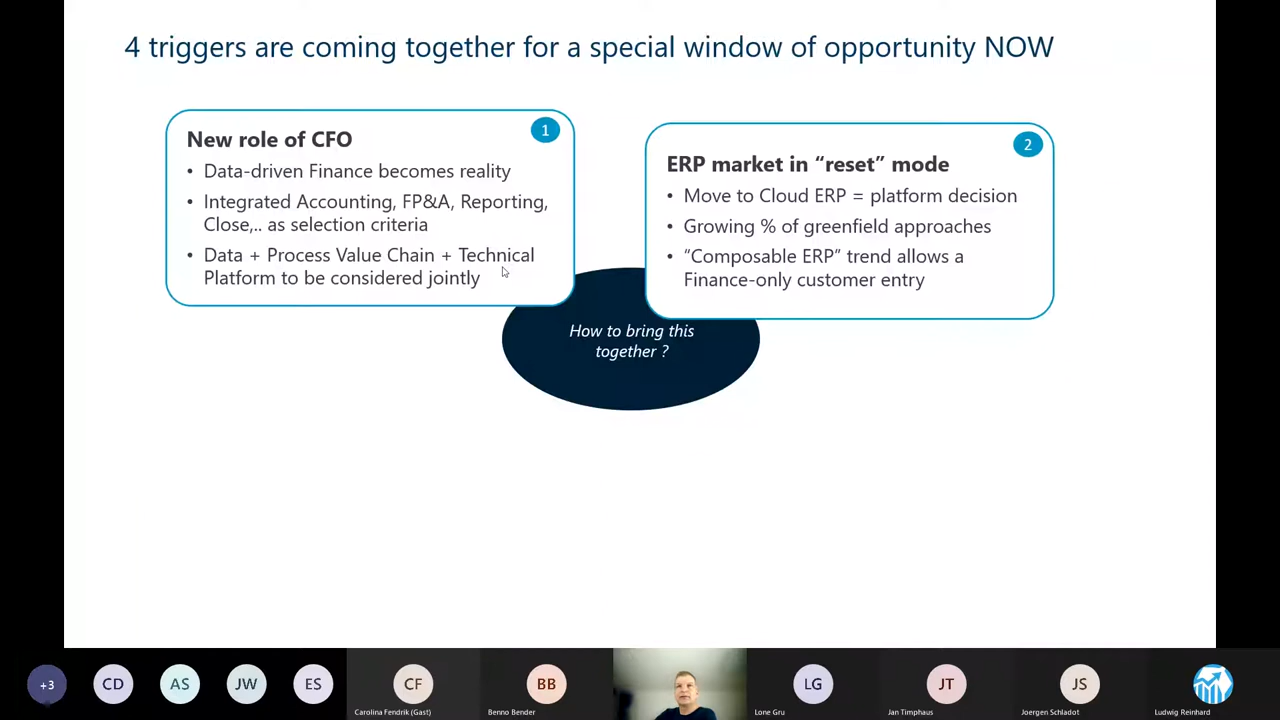 4 triggers are coming together for a special window of opportunity NOW
1
New role of CFO
• Data-driven Finance becomes reality
• Integrated Accounting, FP&A, Reporting,
Close,.. as selection criteria
• Data + Process Value Chain + Technical
Platform to be considered jointly
2
ERP market in “reset” mode
• Move to Cloud ERP = platform decision
• Growing % of greenfield approaches
• “Composable ERP” trend allows a
Finance-only customer entry
How to bring this
together ?
+3
CD
AS
JW
ES
CF
Carolina Fendrik (Gast)
BB
Benno Bender
LG
Lone Gru
JT
Jan Timphaus
JS
Joergen Schladot
Ludwig Reinhard